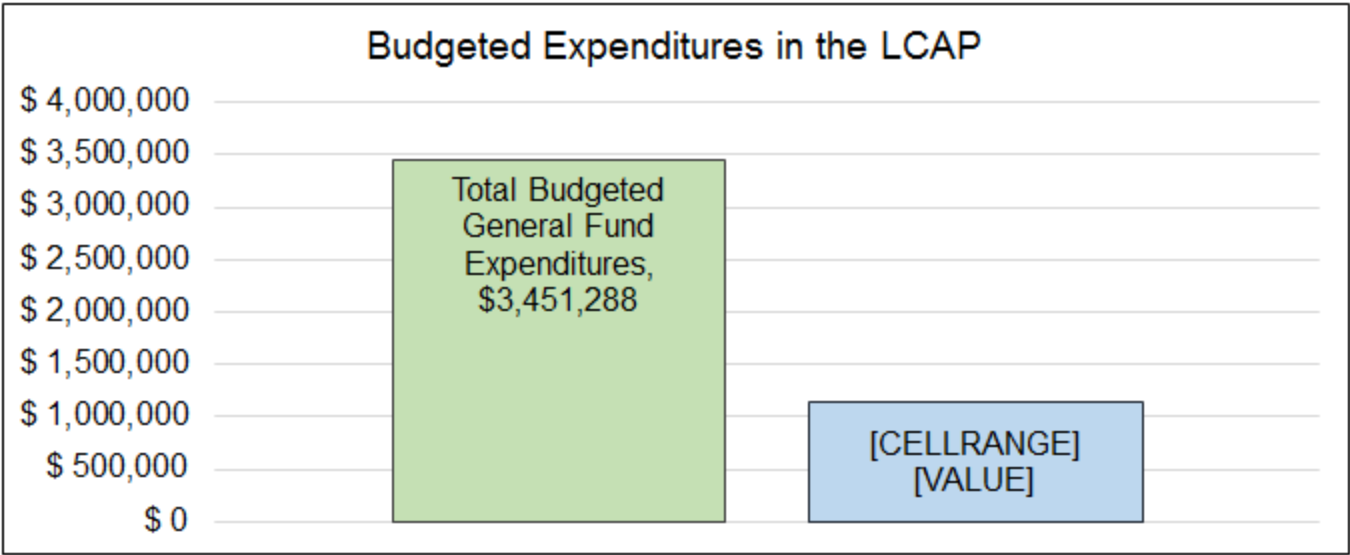 Budgeted Expenditures in the LCAP
$ 4,000,000
$ 3,500,000
$ 3,000,000
$ 2,500,000
$ 2,000,000
$ 1,500,000
$ 1,000,000
$ 500,000
$ 0
Total Budgeted
General Fund
Expenditures,
$3,451,288
[CELLRANGE]
[VALUE]